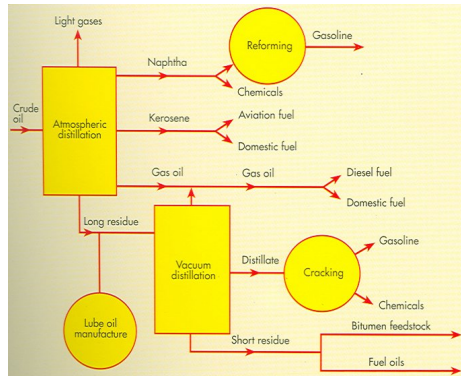 Light gases
Naphtha
Reforming
Gasoline
Chemicals
Crude
oil
Atmospheric
distillation
Kerosene
Aviation fuel
Domestic fuel
Gas oil
Gas oil
Diesel fuel
Domestic fuel
Long residue
Vacuum
distillation
Distillate
Cracking
Gasoline
Chemicals
Lube oil
manufacture
Short residue
Bitumen feedstock
Fuel oils